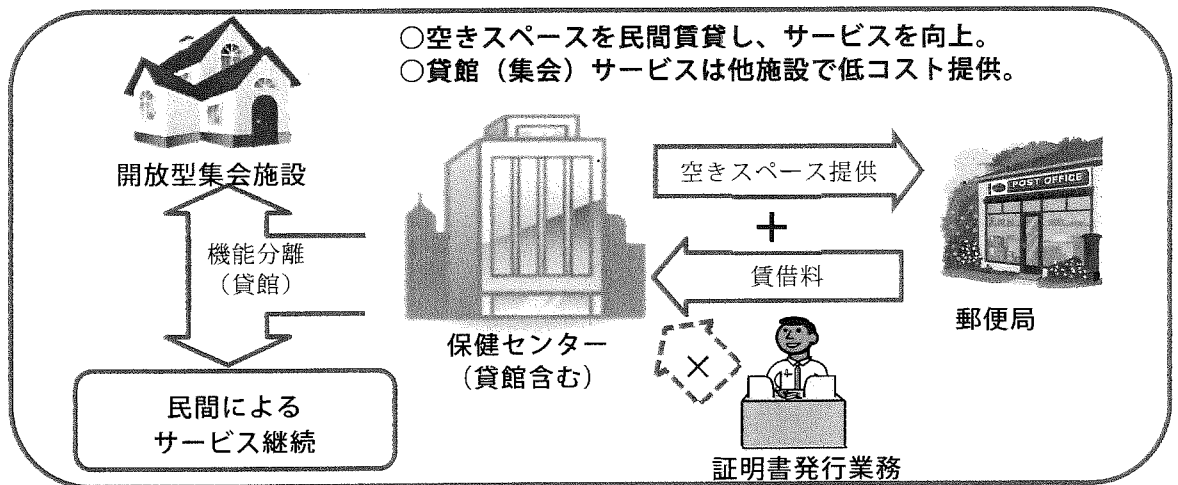 ○空きスペースを民間賃貸し、サービスを向上。
○貸館（集会）サービスは他施設で低コスト提供。
開放型集会施設
機能分離
（貸館）
民間による
サービス継続
保健センター
（貸館含む）
空きスペース提供
＋
賃借料
POST OFFICE
郵便局
×
証明書発行業務